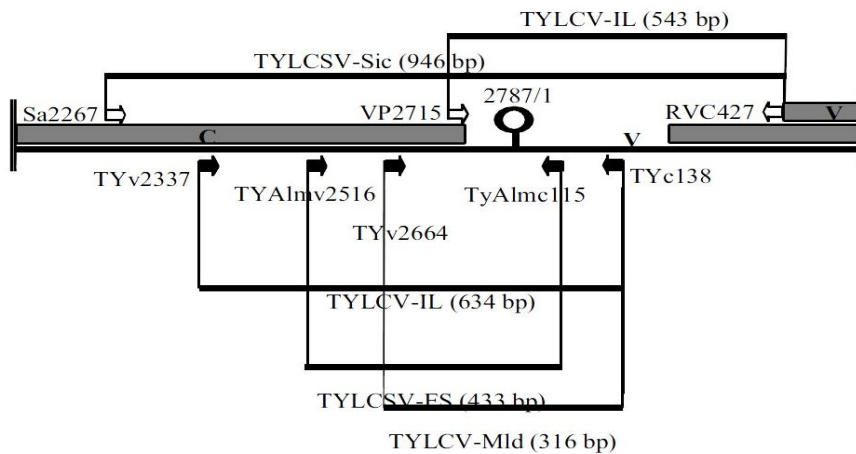 TYLCV-IL (543 bp)
TYLCSV-Sic (946 bp)
Sa2267
VP2715
2787/1
RVC427
V
C
V
TYv2337
TYAlmv2516
TyAlmc115
TYc138
TYv2664
TYLCV-IL (634 bp)
TYLCSV-ES (433 bp)
TYLCV-Mld (316 bp)